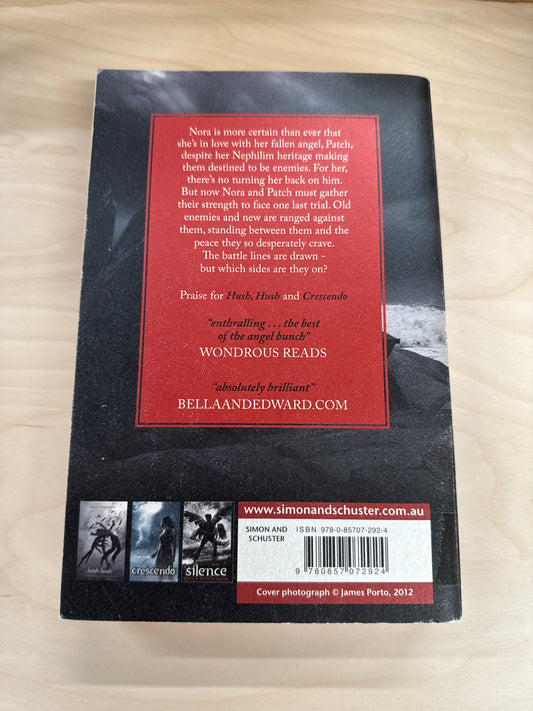 Nora is more certain than ever that
she's in love with her fallen angel, Patch,
despite her Nephilim heritage making
them destined to be enemies. For her,
there's no turning her back on him.
But now Nora and Patch must gather
their strength to face one last trial. Old
enemies and new are ranged against
them, standing between them and the
peace they so desperately crave.
The battle lines are drawn -
but which sides are they on?
Praise for Hush, Hush and Crescendo
“enthralling . . . the best
of the angel bunch”
WONDROUS READS
“absolutely brilliant”
BELLAANDEDWARD.COM
hush, hush
crescendo
silence
www.simonandschuster.com.au
SIMON AND
SCHUSTER
ISBN 978-0-85707-292-4
9 780857 072924
Cover photograph © James Porto, 2012